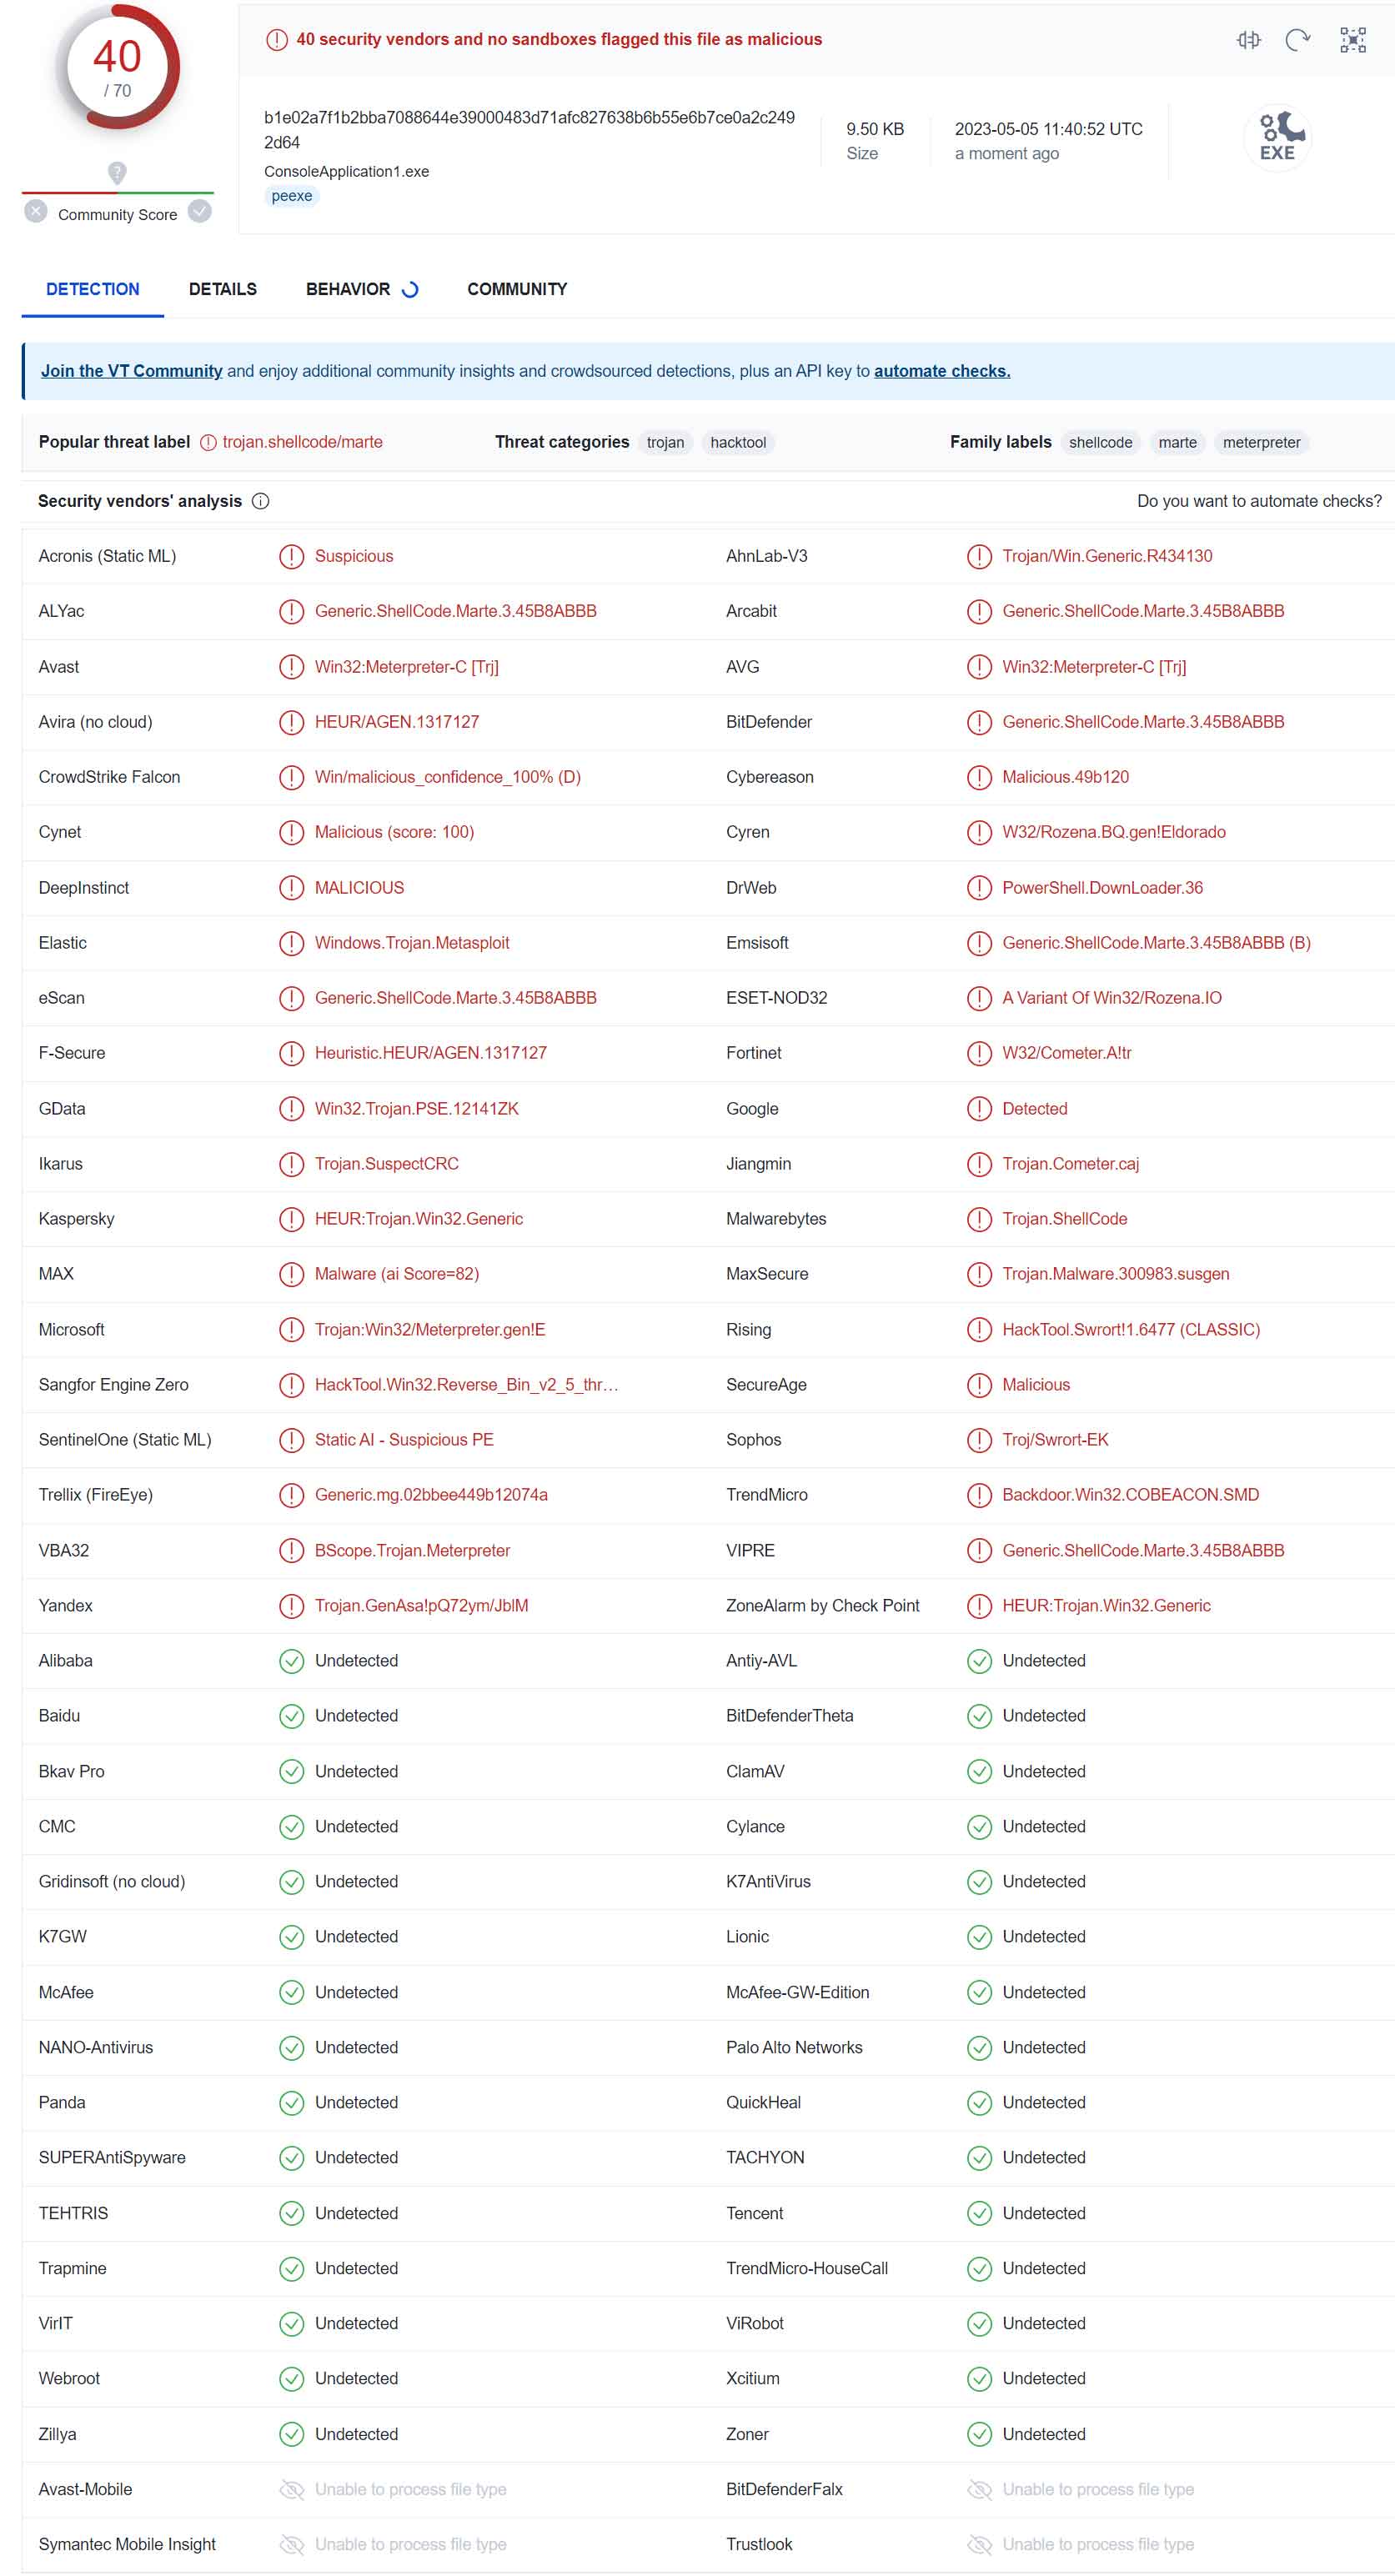 40
/ 70
Community Score
40 security vendors and no sandboxes flagged this file as malicious
b1e02a7f1b2bba7088644e39000483d71afc827638b6b55e6b7ce0a2c249
2d64
ConsoleApplication1.exe
peexe
9.50 KB
Size
2023-05-05 11:40:52 UTC
a moment ago
EXE
DETECTION DETAILS BEHAVIOR COMMUNITY
Join the VT Community and enjoy additional community insights and crowdsourced detections, plus an API key to automate checks.
Popular threat label trojan.shellcode/marte Threat categories trojan hacktool Family labels shellcode marte meterpreter
Security vendors' analysis Do you want to automate checks?
Acronis (Static ML) Suspicious AhnLab-V3 Trojan/Win.Generic.R434130
ALYac Generic.ShellCode.Marte.3.45B8ABBB Arcabit Generic.ShellCode.Marte.3.45B8ABBB
Avast Win32:Meterpreter-C [Trj] AVG Win32:Meterpreter-C [Trj]
Avira (no cloud) HEUR/AGEN.1317127 BitDefender Generic.ShellCode.Marte.3.45B8ABBB
CrowdStrike Falcon Win/malicious_confidence_100% (D) Cybereason Malicious.49b120
Cynet Malicious (score: 100) Cyren W32/Rozena.BQ.gen!Eldorado
DeepInstinct MALICIOUS DrWeb PowerShell.DownLoader.36
Elastic Windows.Trojan.Metasploit Emsisoft Generic.ShellCode.Marte.3.45B8ABBB (B)
eScan Generic.ShellCode.Marte.3.45B8ABBB ESET-NOD32 A Variant Of Win32/Rozena.IO
F-Secure Heuristic.HEUR/AGEN.1317127 Fortinet W32/Cometer.A!tr
GData Win32.Trojan.PSE.12141ZK Google Detected
Ikarus Trojan.SuspectCRC Jiangmin Trojan.Cometer.caj
Kaspersky HEUR:Trojan.Win32.Generic Malwarebytes Trojan.ShellCode
MAX Malware (ai Score=82) MaxSecure Trojan.Malware.300983.susgen
Microsoft Trojan:Win32/Meterpreter.gen!E Rising HackTool.Swrort!1.6477 (CLASSIC)
Sangfor Engine Zero HackTool.Win32.Reverse_Bin_v2_5_thr… SecureAge Malicious
SentinelOne (Static ML) Static AI - Suspicious PE Sophos Troj/Swrort-EK
Trellix (FireEye) Generic.mg.02bbee449b12074a TrendMicro Backdoor.Win32.COBEACON.SMD
VBA32 BScope.Trojan.Meterpreter VIPRE Generic.ShellCode.Marte.3.45B8ABBB
Yandex Trojan.GenAsa!pQ72ym/JblM ZoneAlarm by Check Point HEUR:Trojan.Win32.Generic
Alibaba Undetected Antiy-AVL Undetected
Baidu Undetected BitDefenderTheta Undetected
Bkav Pro Undetected ClamAV Undetected
CMC Undetected Cylance Undetected
Gridinsoft (no cloud) Undetected K7AntiVirus Undetected
K7GW Undetected Lionic Undetected
McAfee Undetected McAfee-GW-Edition Undetected
NANO-Antivirus Undetected Palo Alto Networks Undetected
Panda Undetected QuickHeal Undetected
SUPERAntiSpyware Undetected TACHYON Undetected
TEHTRIS Undetected Tencent Undetected
Trapmine Undetected TrendMicro-HouseCall Undetected
VirIT Undetected ViRobot Undetected
Webroot Undetected Xcitium Undetected
Zillya Undetected Zoner Undetected
Avast-Mobile Unable to process file type BitDefenderFalx Unable to process file type
Symantec Mobile Insight Unable to process file type Trustlook Unable to process file type